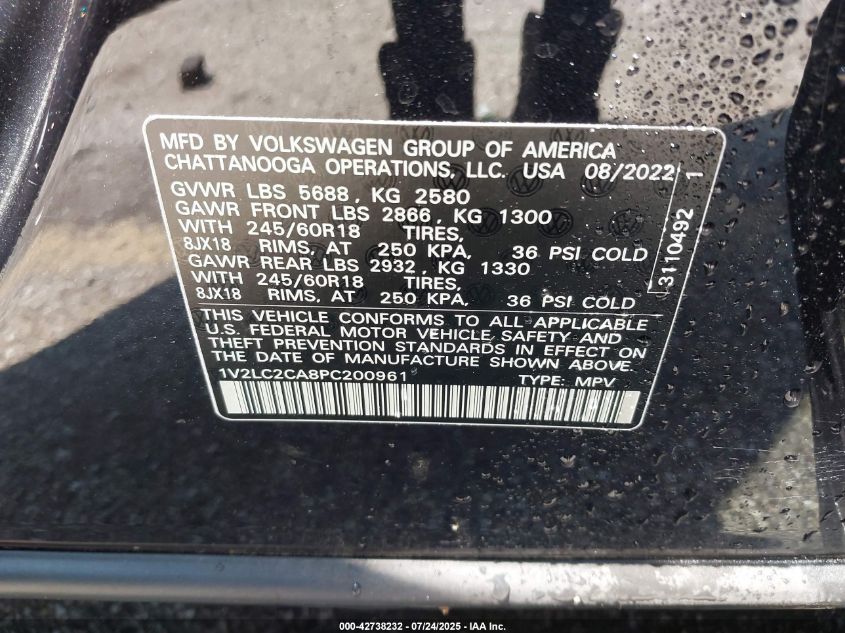 MFD BY VOLKSWAGEN GROUP OF AMERICA
CHATTANOOGA OPERATIONS, LLC. USA 08/2022
GVWR LBS 5688, KG 2580
GAWR FRONT LBS 2866, KG 1300
WITH 245/60R18 TIRES,
8JX18 RIMS, AT 250 KPA, 36 PSI COLD
GAWR REAR LBS 2932, KG 1330
WITH 245/60R18 TIRES,
8JX18 RIMS, AT 250 KPA, 36 PSI COLD
THIS VEHICLE CONFORMS TO ALL APPLICABLE
U.S. FEDERAL MOTOR VEHICLE SAFETY AND
THEFT PREVENTION STANDARDS IN EFFECT ON
THE DATE OF MANUFACTURE SHOWN ABOVE.
1V2LC2CA8PC200961 TYPE: MPV
3110492 1
000-42738232 - 07/24/2025 - IAA Inc.